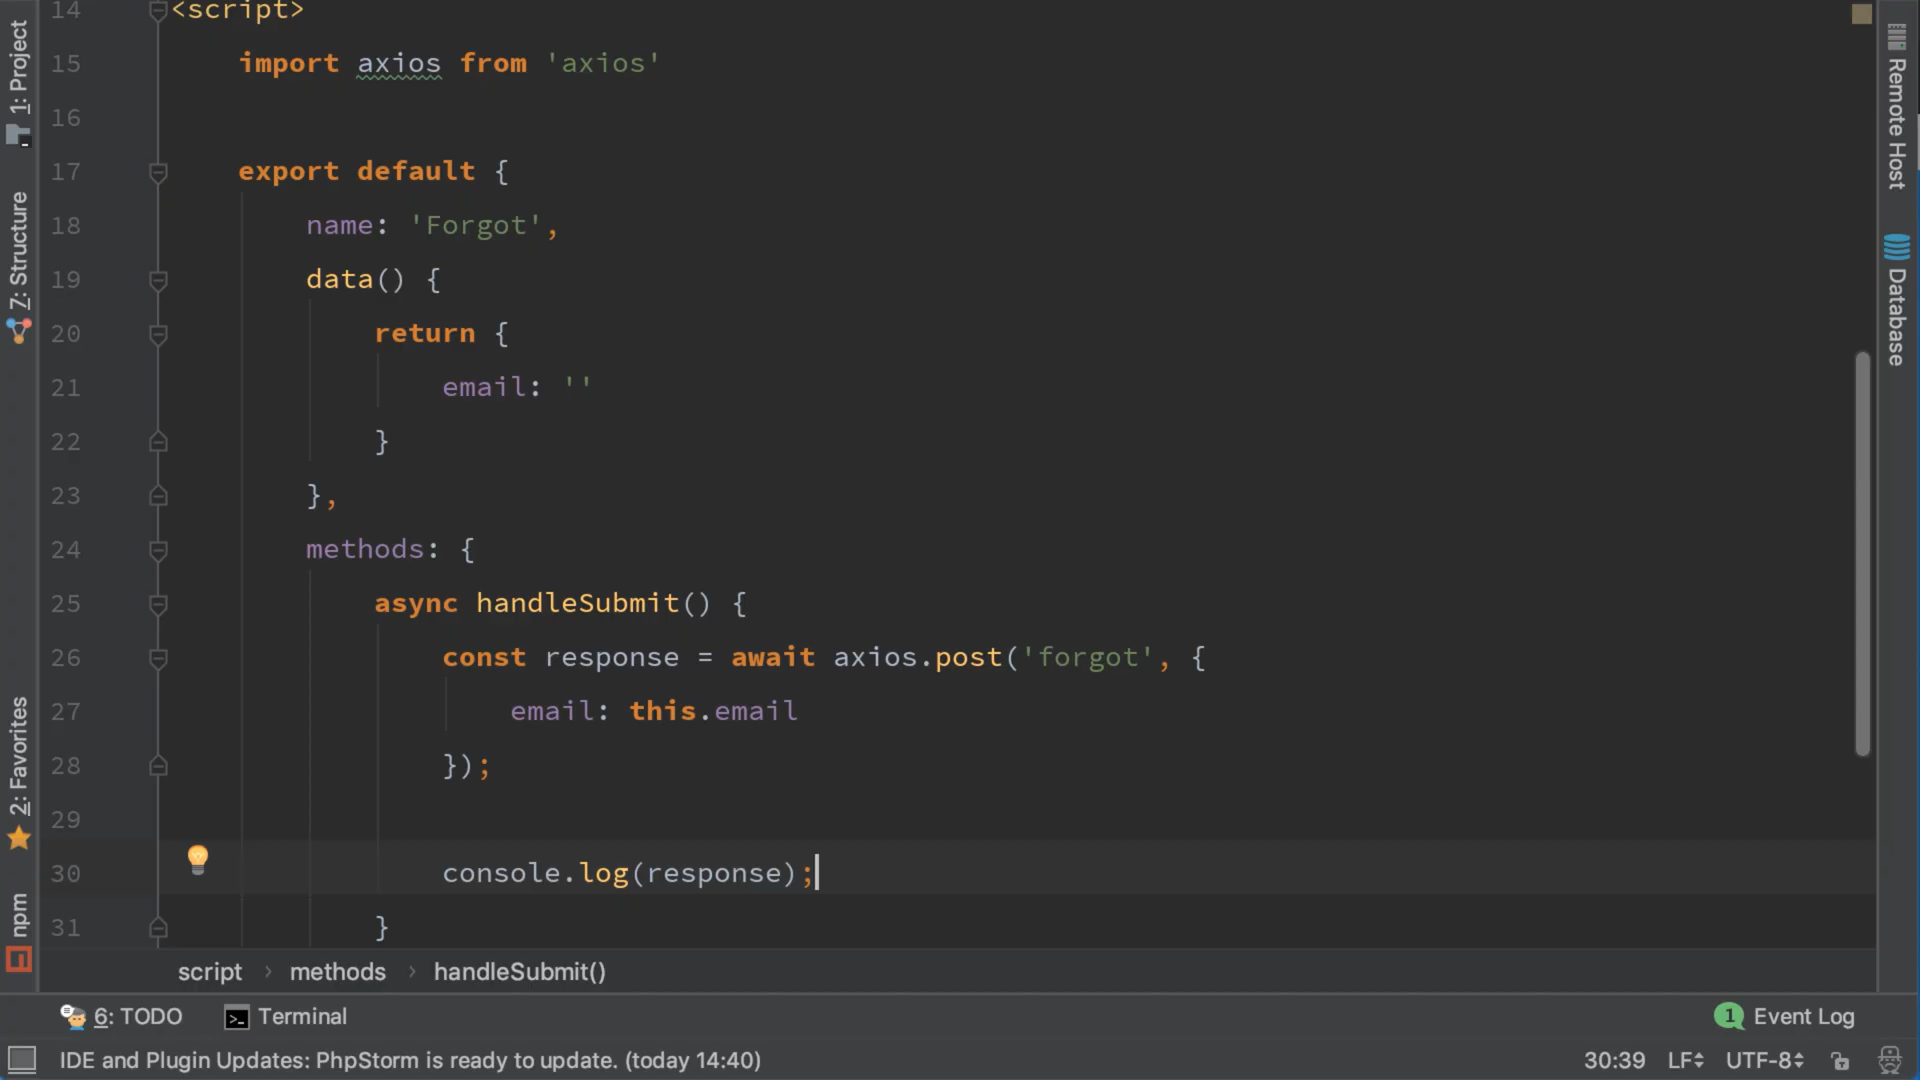 1: Project
7: Structure
2: Favorites
npm
14 <script>
15 import axios from 'axios'
16
17 export default {
18 name: 'Forgot',
19 data() {
20 return {
21 email: ''
22 }
23 },
24 methods: {
25 async handleSubmit() {
26 const response = await axios.post('forgot', {
27 email: this.email
28 });
29
30 console.log(response);
31 }
Remote Host
Database
script › methods › handleSubmit()
6: TODO Terminal 1 Event Log
IDE and Plugin Updates: PhpStorm is ready to update. (today 14:40) 30:39 LF UTF-8